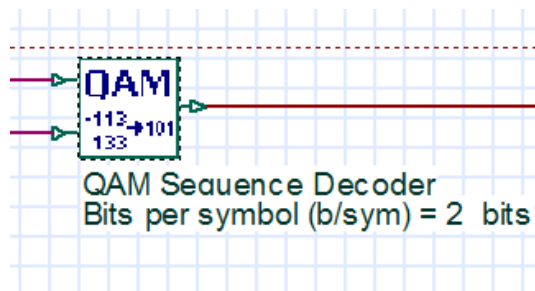 QAM
-113
133
101
QAM Sequence Decoder
Bits per symbol (b/sym) = 2 bits